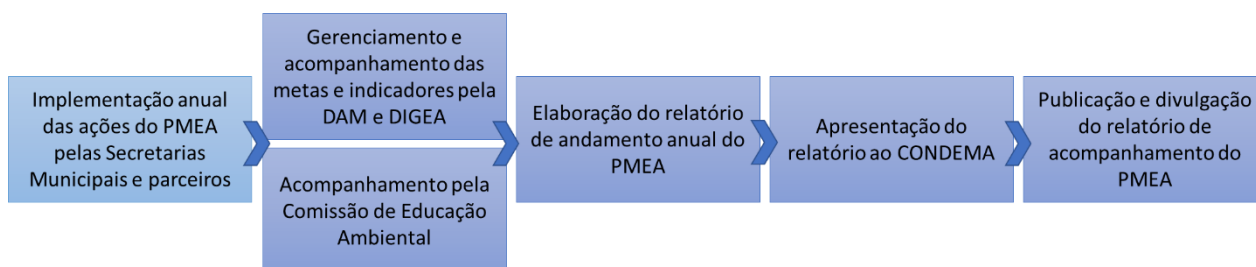 Implementação anual
das ações do PMEA
pelas Secretarias
Municipais e parceiros
Gerenciamento e
acompanhamento das
metas e indicadores pela
DAM e DIGEA
Acompanhamento pela
Comissão de Educação
Ambiental
Elaboração do relatório
de andamento anual do
PMEA
Apresentação do
relatório ao CONDEMA
Publicação e divulgação
do relatório de
acompanhamento do
PMEA